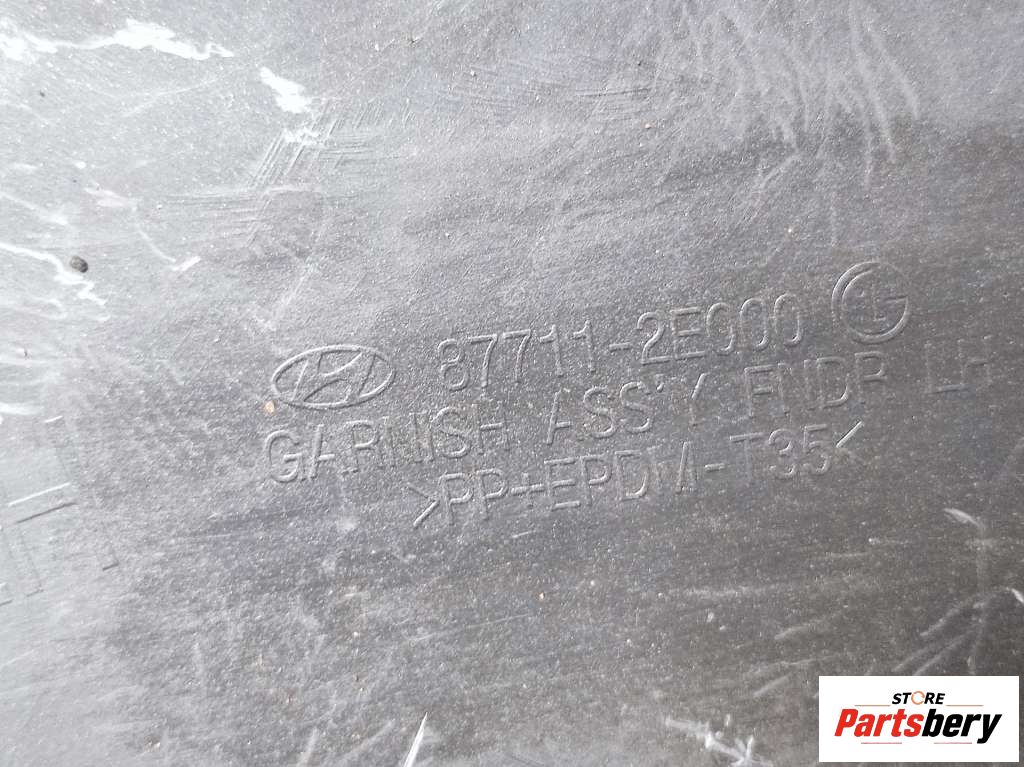 87711-2E000
GARNISH ASS'Y FNDR LH
>PP+EPDM-T35<
STORE
Partsbery